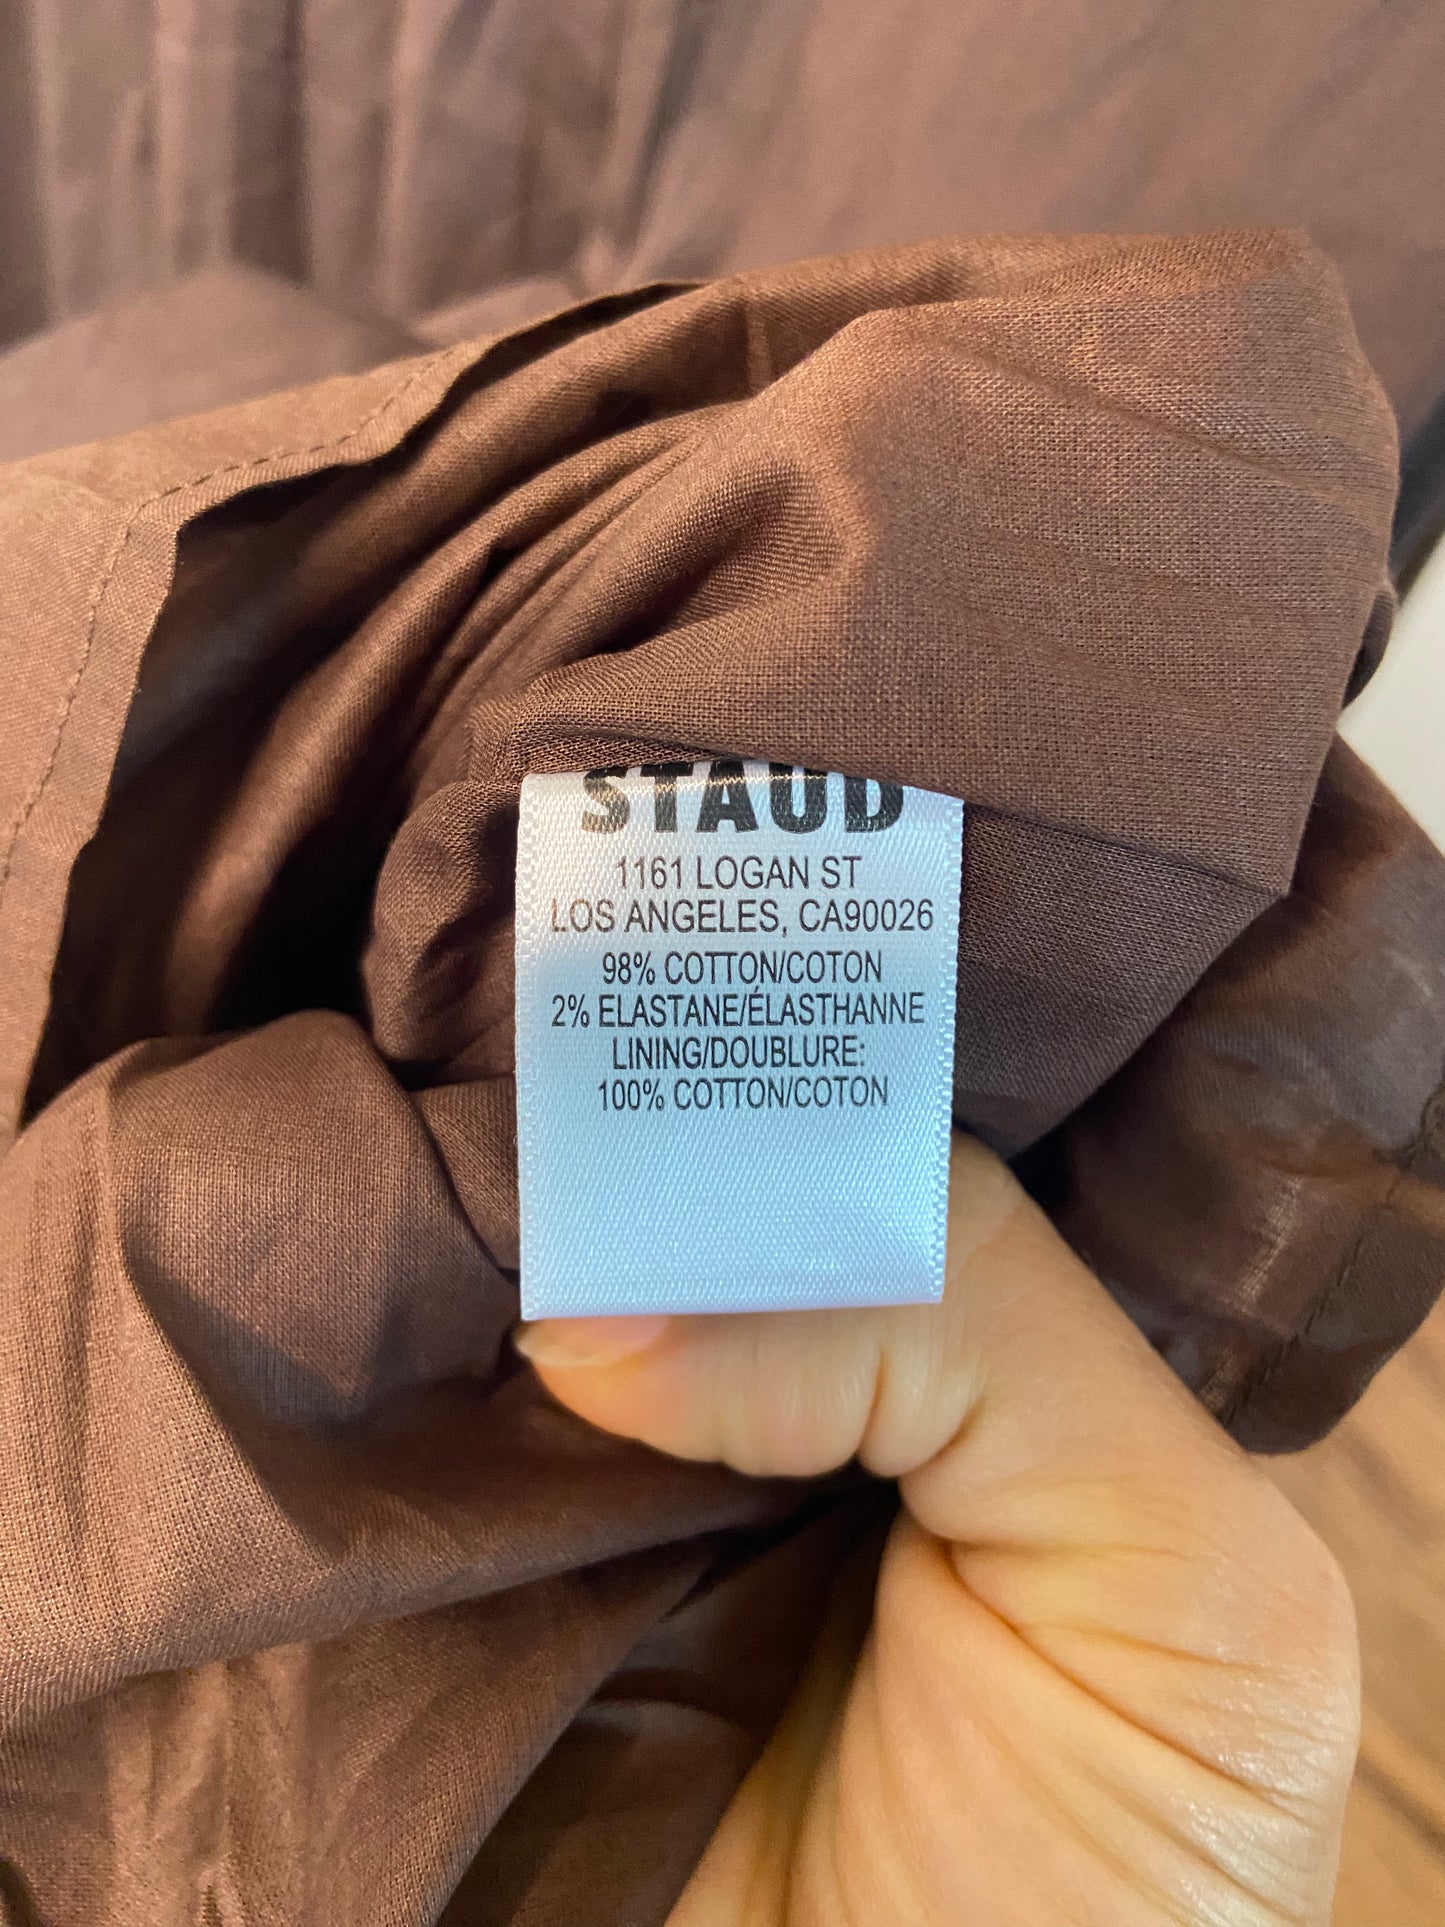 STAUD
1161 LOGAN ST
LOS ANGELES, CA90026
98% COTTON/COTON
2% ELASTANE/ÉLASTHANNE
LINING/DOUBLURE:
100% COTTON/COTON